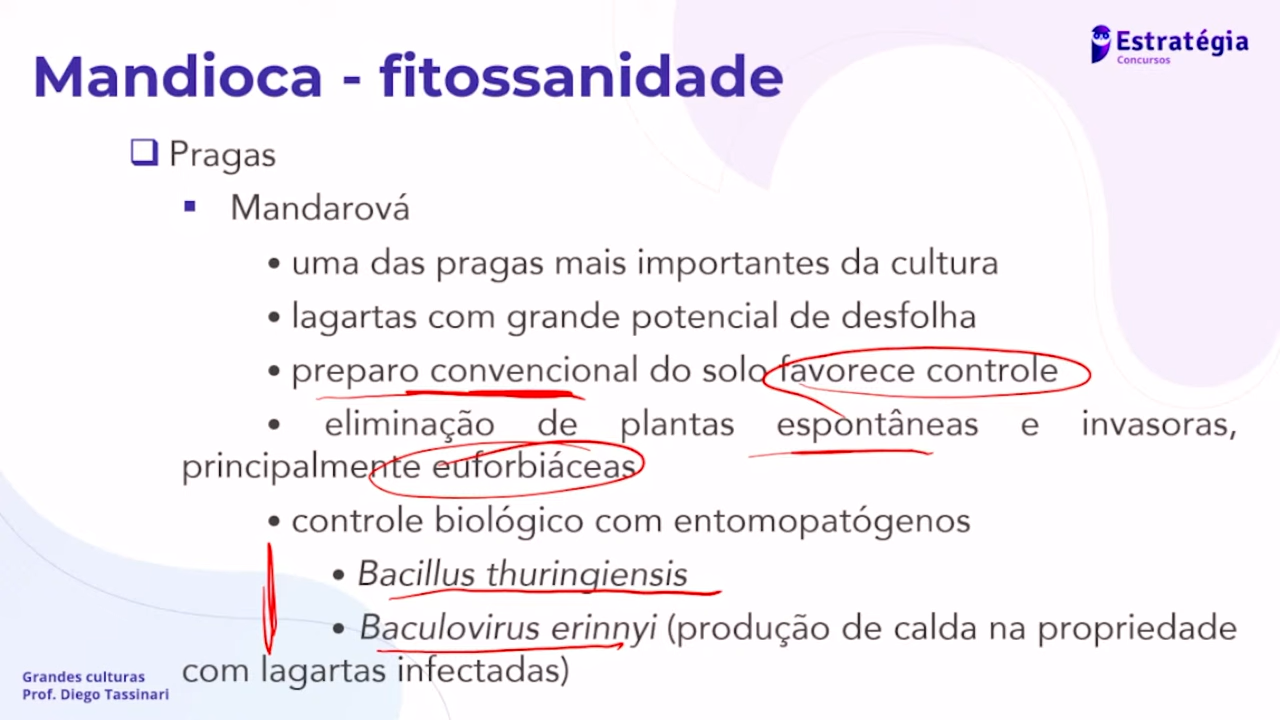 Estratégia
Concursos
Mandioca - fitossanidade
Pragas
Mandarová
• uma das pragas mais importantes da cultura
• lagartas com grande potencial de desfolha
• preparo convencional do solo favorece controle
• eliminação de plantas espontâneas e invasoras,
principalmente euforbiáceas
• controle biológico com entomopatógenos
• Bacillus thuringiensis
• Baculovirus erinnyi (produção de calda na propriedade
com lagartas infectadas)
Grandes culturas
Prof. Diego Tassinari